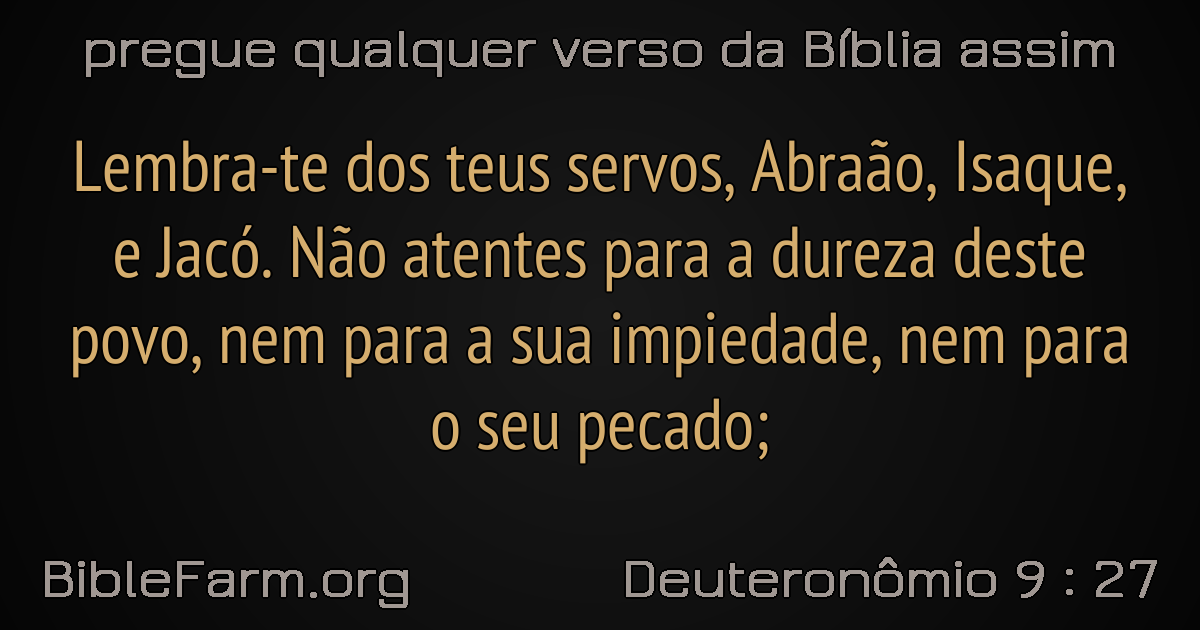 pregue qualquer verso da Bíblia assim
Lembra-te dos teus servos, Abraão, Isaque,
e Jacó. Não atentes para a dureza deste
povo, nem para a sua impiedade, nem para
o seu pecado;
BibleFarm.org
Deuteronômio 9 : 27